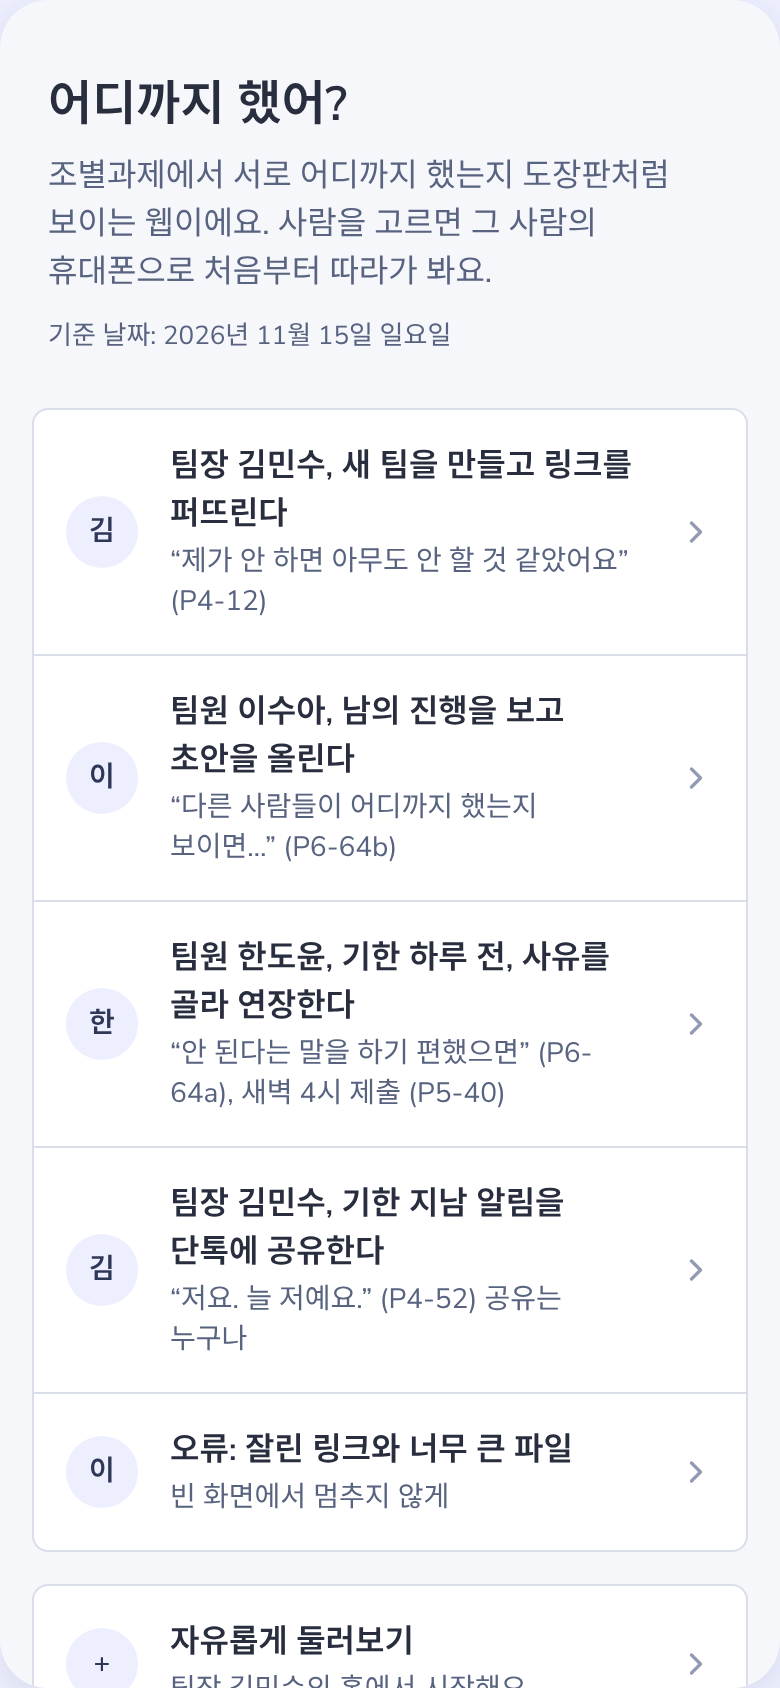 어디까지 했어?
조별과제에서 서로 어디까지 했는지 도장판처럼
보이는 웹이에요. 사람을 고르면 그 사람의
휴대폰으로 처음부터 따라가 봐요.
기준 날짜: 2026년 11월 15일 일요일
김
팀장 김민수, 새 팀을 만들고 링크를
퍼뜨린다
“제가 안 하면 아무도 안 할 것 같았어요”
(P4-12)
이
팀원 이수아, 남의 진행을 보고
초안을 올린다
“다른 사람들이 어디까지 했는지
보이면…” (P6-64b)
한
팀원 한도윤, 기한 하루 전, 사유를
골라 연장한다
“안 된다는 말을 하기 편했으면” (P6-
64a), 새벽 4시 제출 (P5-40)
김
팀장 김민수, 기한 지남 알림을
단톡에 공유한다
“저요. 늘 저예요.” (P4-52) 공유는
누구나
이
오류: 잘린 링크와 너무 큰 파일
빈 화면에서 멈추지 않게
+
자유롭게 둘러보기
팀장 김민수의 홈에서 시작해요